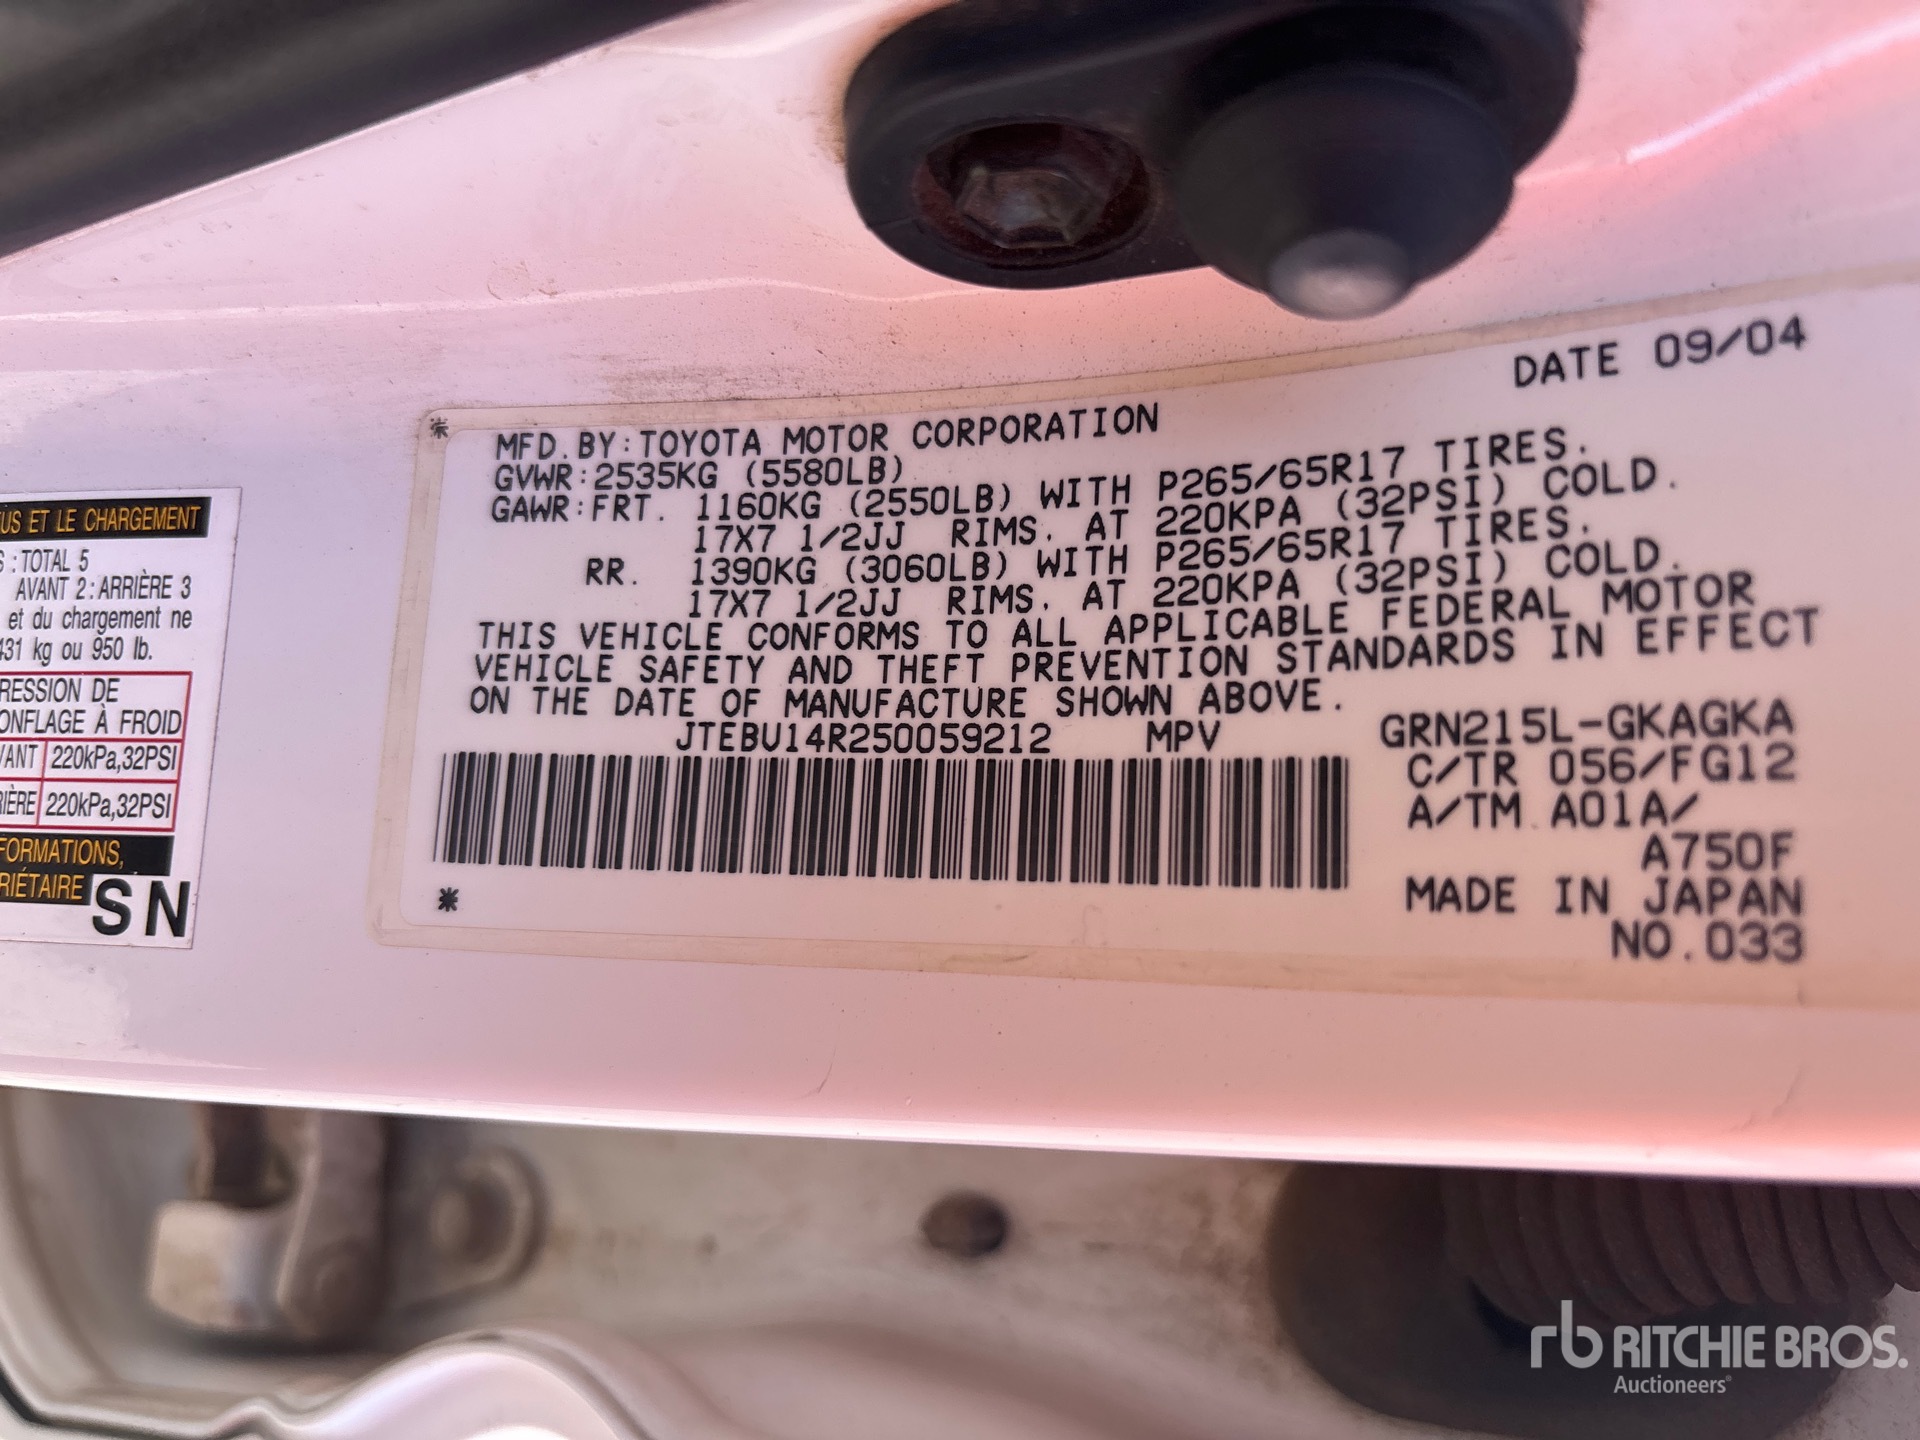 DATE 09/04
MFD. BY: TOYOTA MOTOR CORPORATION
GVWR: 2535KG (5580LB)
GAWR: FRT. 1160KG (2550LB) WITH P265/65R17 TIRES.
17X7 1/2JJ RIMS. AT 220KPA (32PSI) COLD.
RR. 1390KG (3060LB) WITH P265/65R17 TIRES.
17X7 1/2JJ RIMS. AT 220KPA (32PSI) COLD.
THIS VEHICLE CONFORMS TO ALL APPLICABLE FEDERAL MOTOR
VEHICLE SAFETY AND THEFT PREVENTION STANDARDS IN EFFECT
ON THE DATE OF MANUFACTURE SHOWN ABOVE.
JTEBU14R250059212 MPV
GRN215L-GKAGKA
C/TR 056/FG12
A/TM A01A/
A750F
MADE IN JAPAN
NO.033
US ET LE CHARGEMENT
S : TOTAL 5
AVANT 2 : ARRIÈRE 3
et du chargement ne
431 kg ou 950 lb.
RESSION DE
ONFLAGE À FROID
VANT 220kPa,32PSI
RIÈRE 220kPa,32PSI
FORMATIONS,
RIÉTAIRE
SN
rb RITCHIE BROS.
Auctioneers®